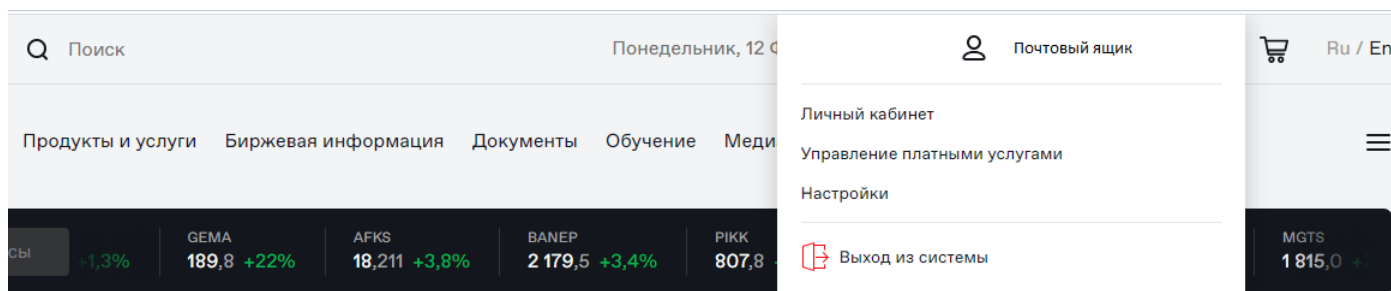 Поиск
Понедельник, 12
Почтовый ящик
Ru / En
Продукты и услуги Биржевая информация Документы Обучение
Личный кабинет
Управление платными услугами
Настройки
+1,3%
GEMA
189,8 +22%
AFKS
18,211 +3,8%
BANEP
2 179,5 +3,4%
PIKK
807,8
Выход из системы
MGTS
1 815,0